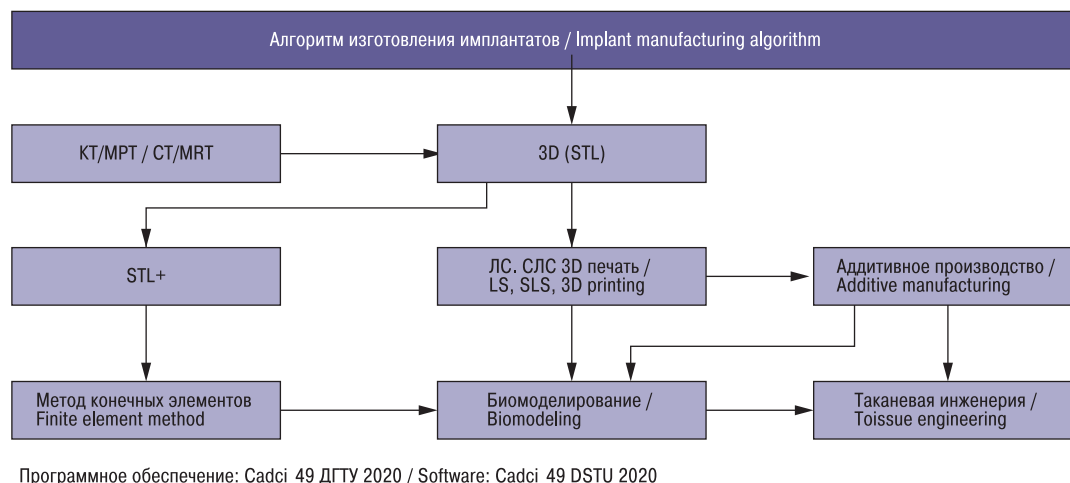 Алгоритм изготовления имплантатов / Implant manufacturing algorithm
КТ/МРТ / CT/MRT
3D (STL)
STL+
ЛС. СЛС 3D печать /
LS, SLS, 3D printing
Аддитивное производство /
Additive manufacturing
Метод конечных элементов
Finite element method
Биомоделирование /
Biomodeling
Таканевая инженерия /
Toissue engineering
Программное обеспечение: Cadci 49 ДГТУ 2020 / Software: Cadci 49 DSTU 2020